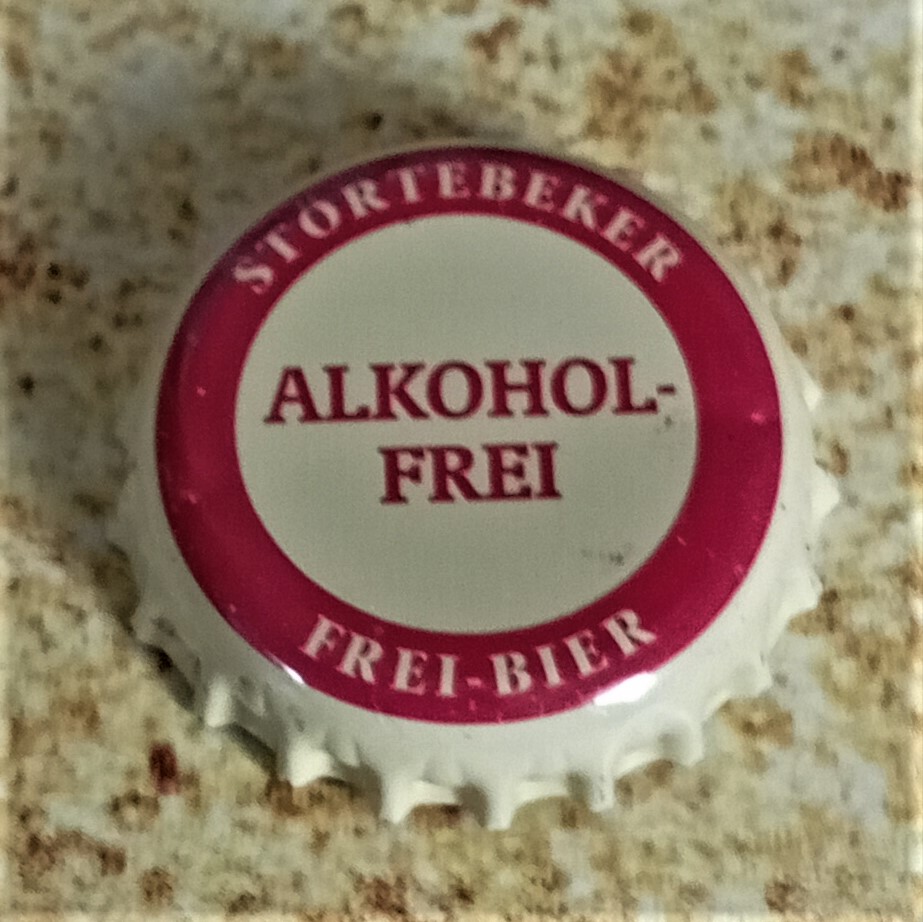 STÖRTEBEKER
ALKOHOL-
FREI
FREI-BIER